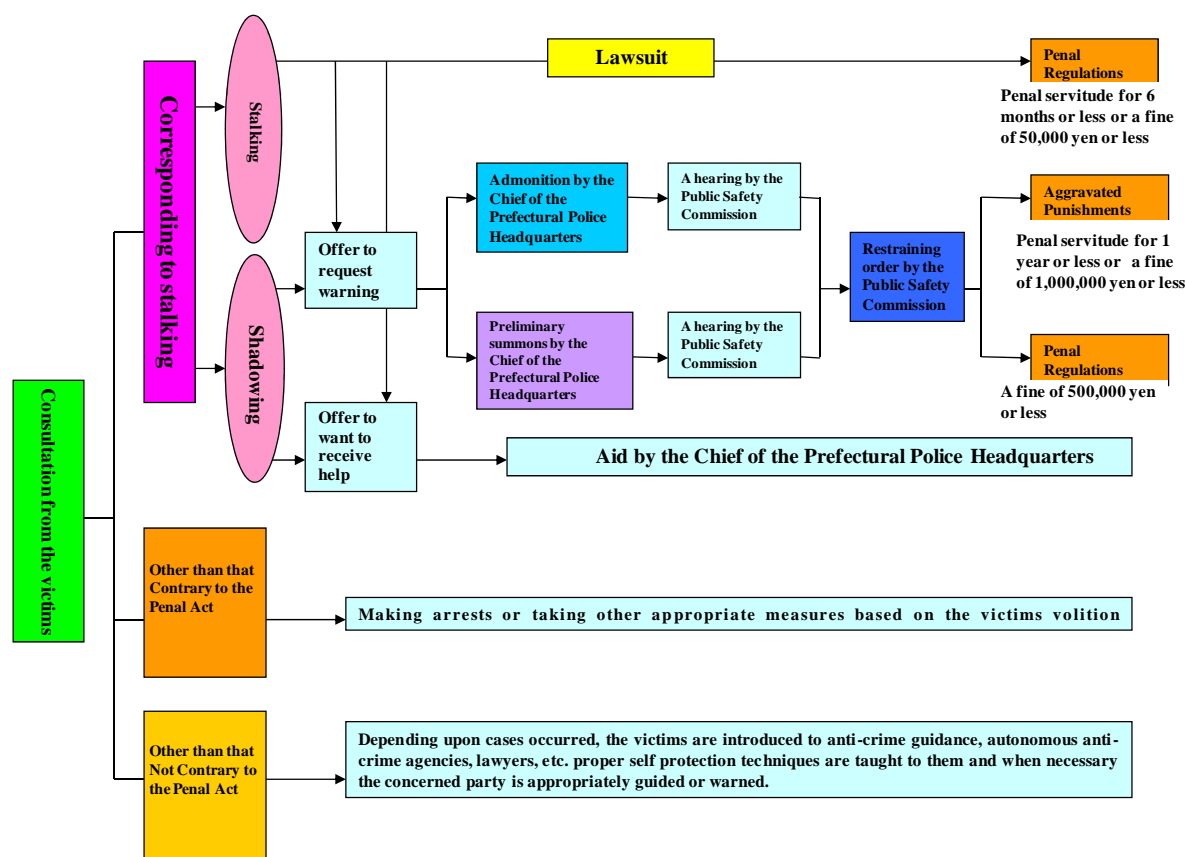 Consultation from the victims
Corresponding to stalking
Stalking
Shadowing
Lawsuit
Penal
Regulations
Penal servitude for 6
months or less or a fine
of 50,000 yen or less
Offer to
request
warning
Admonition by the
Chief of the
Prefectural Police
Headquarters
A hearing by the
Public Safety
Commission
Preliminary
summons by the
Chief of the
Prefectural Police
Headquarters
A hearing by the
Public Safety
Commission
Restraining
order by the
Public Safety
Commission
Aggravated
Punishments
Penal servitude for 1
year or less or a fine
of 1,000,000 yen or less
Penal
Regulations
A fine of 500,000 yen
or less
Offer to
want to
receive
help
Aid by the Chief of the Prefectural Police Headquarters
Other than that
Contrary to the
Penal Act
Making arrests or taking other appropriate measures based on the victims volition
Other than that
Not Contrary to
the Penal Act
Depending upon cases occurred, the victims are introduced to anti-crime guidance, autonomous anti-
crime agencies, lawyers, etc. proper self protection techniques are taught to them and when necessary
the concerned party is appropriately guided or warned.